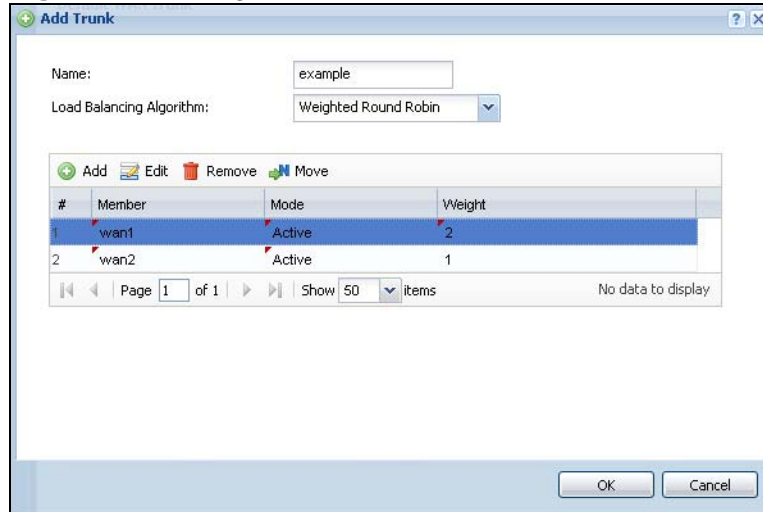 Add Trunk
Name: example
Load Balancing Algorithm: Weighted Round Robin
Add Edit Remove Move
# Member Mode Weight
1 wan1 Active 2
2 wan2 Active 1
Page 1 of 1 Show 50 items No data to display
OK Cancel